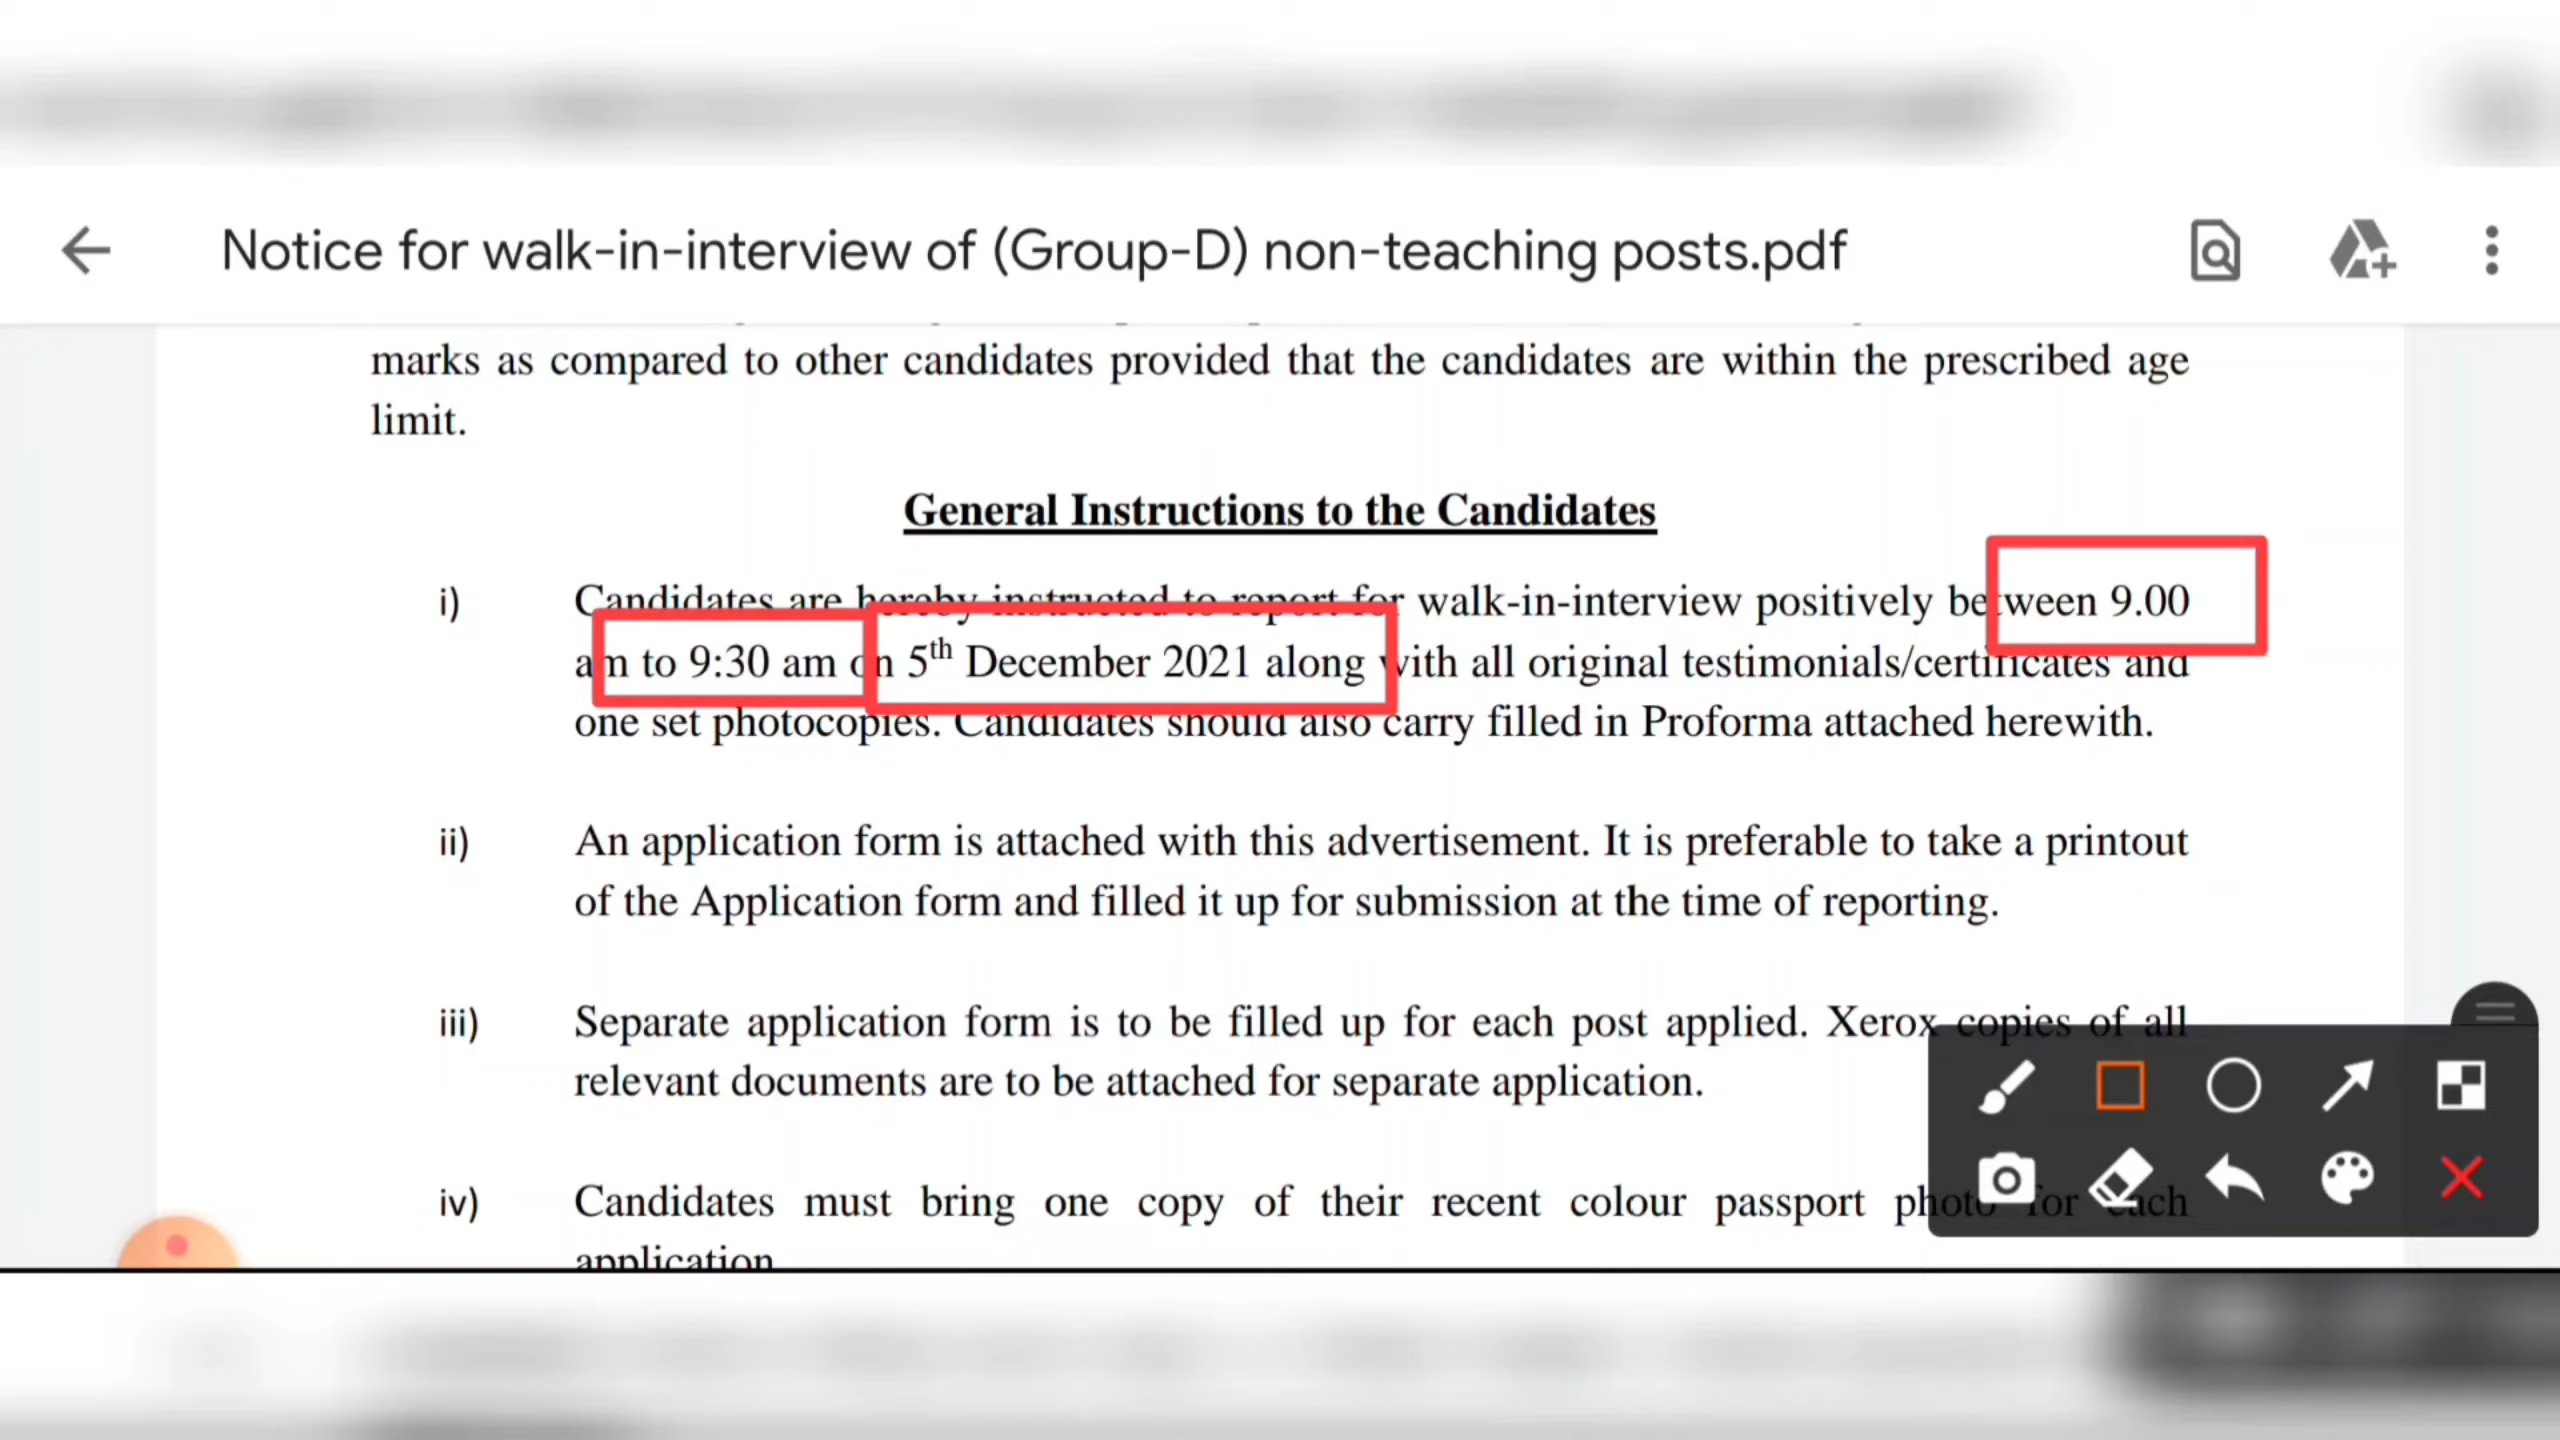 Notice for walk-in-interview of (Group-D) non-teaching posts.pdf
marks as compared to other candidates provided that the candidates are within the prescribed age
limit.
General Instructions to the Candidates
i) Candidates are hereby instructed to report for walk-in-interview positively between 9.00
am to 9:30 am on 5th December 2021 along with all original testimonials/certificates and
one set photocopies. Candidates should also carry filled in Proforma attached herewith.
ii) An application form is attached with this advertisement. It is preferable to take a printout
of the Application form and filled it up for submission at the time of reporting.
iii) Separate application form is to be filled up for each post applied. Xerox copies of all
relevant documents are to be attached for separate application.
iv) Candidates must bring one copy of their recent colour passport photo for each
application